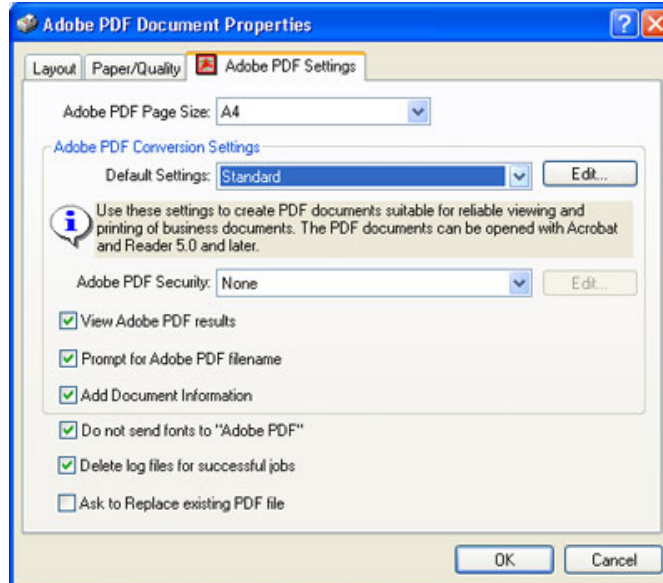 Adobe PDF Document Properties
Layout Paper/Quality Adobe PDF Settings
Adobe PDF Page Size: A4
Adobe PDF Conversion Settings
Default Settings: Standard Edit...
Use these settings to create PDF documents suitable for reliable viewing and
printing of business documents. The PDF documents can be opened with Acrobat
and Reader 5.0 and later.
Adobe PDF Security: None Edit...
View Adobe PDF results
Prompt for Adobe PDF filename
Add Document Information
Do not send fonts to "Adobe PDF"
Delete log files for successful jobs
Ask to Replace existing PDF file
OK Cancel